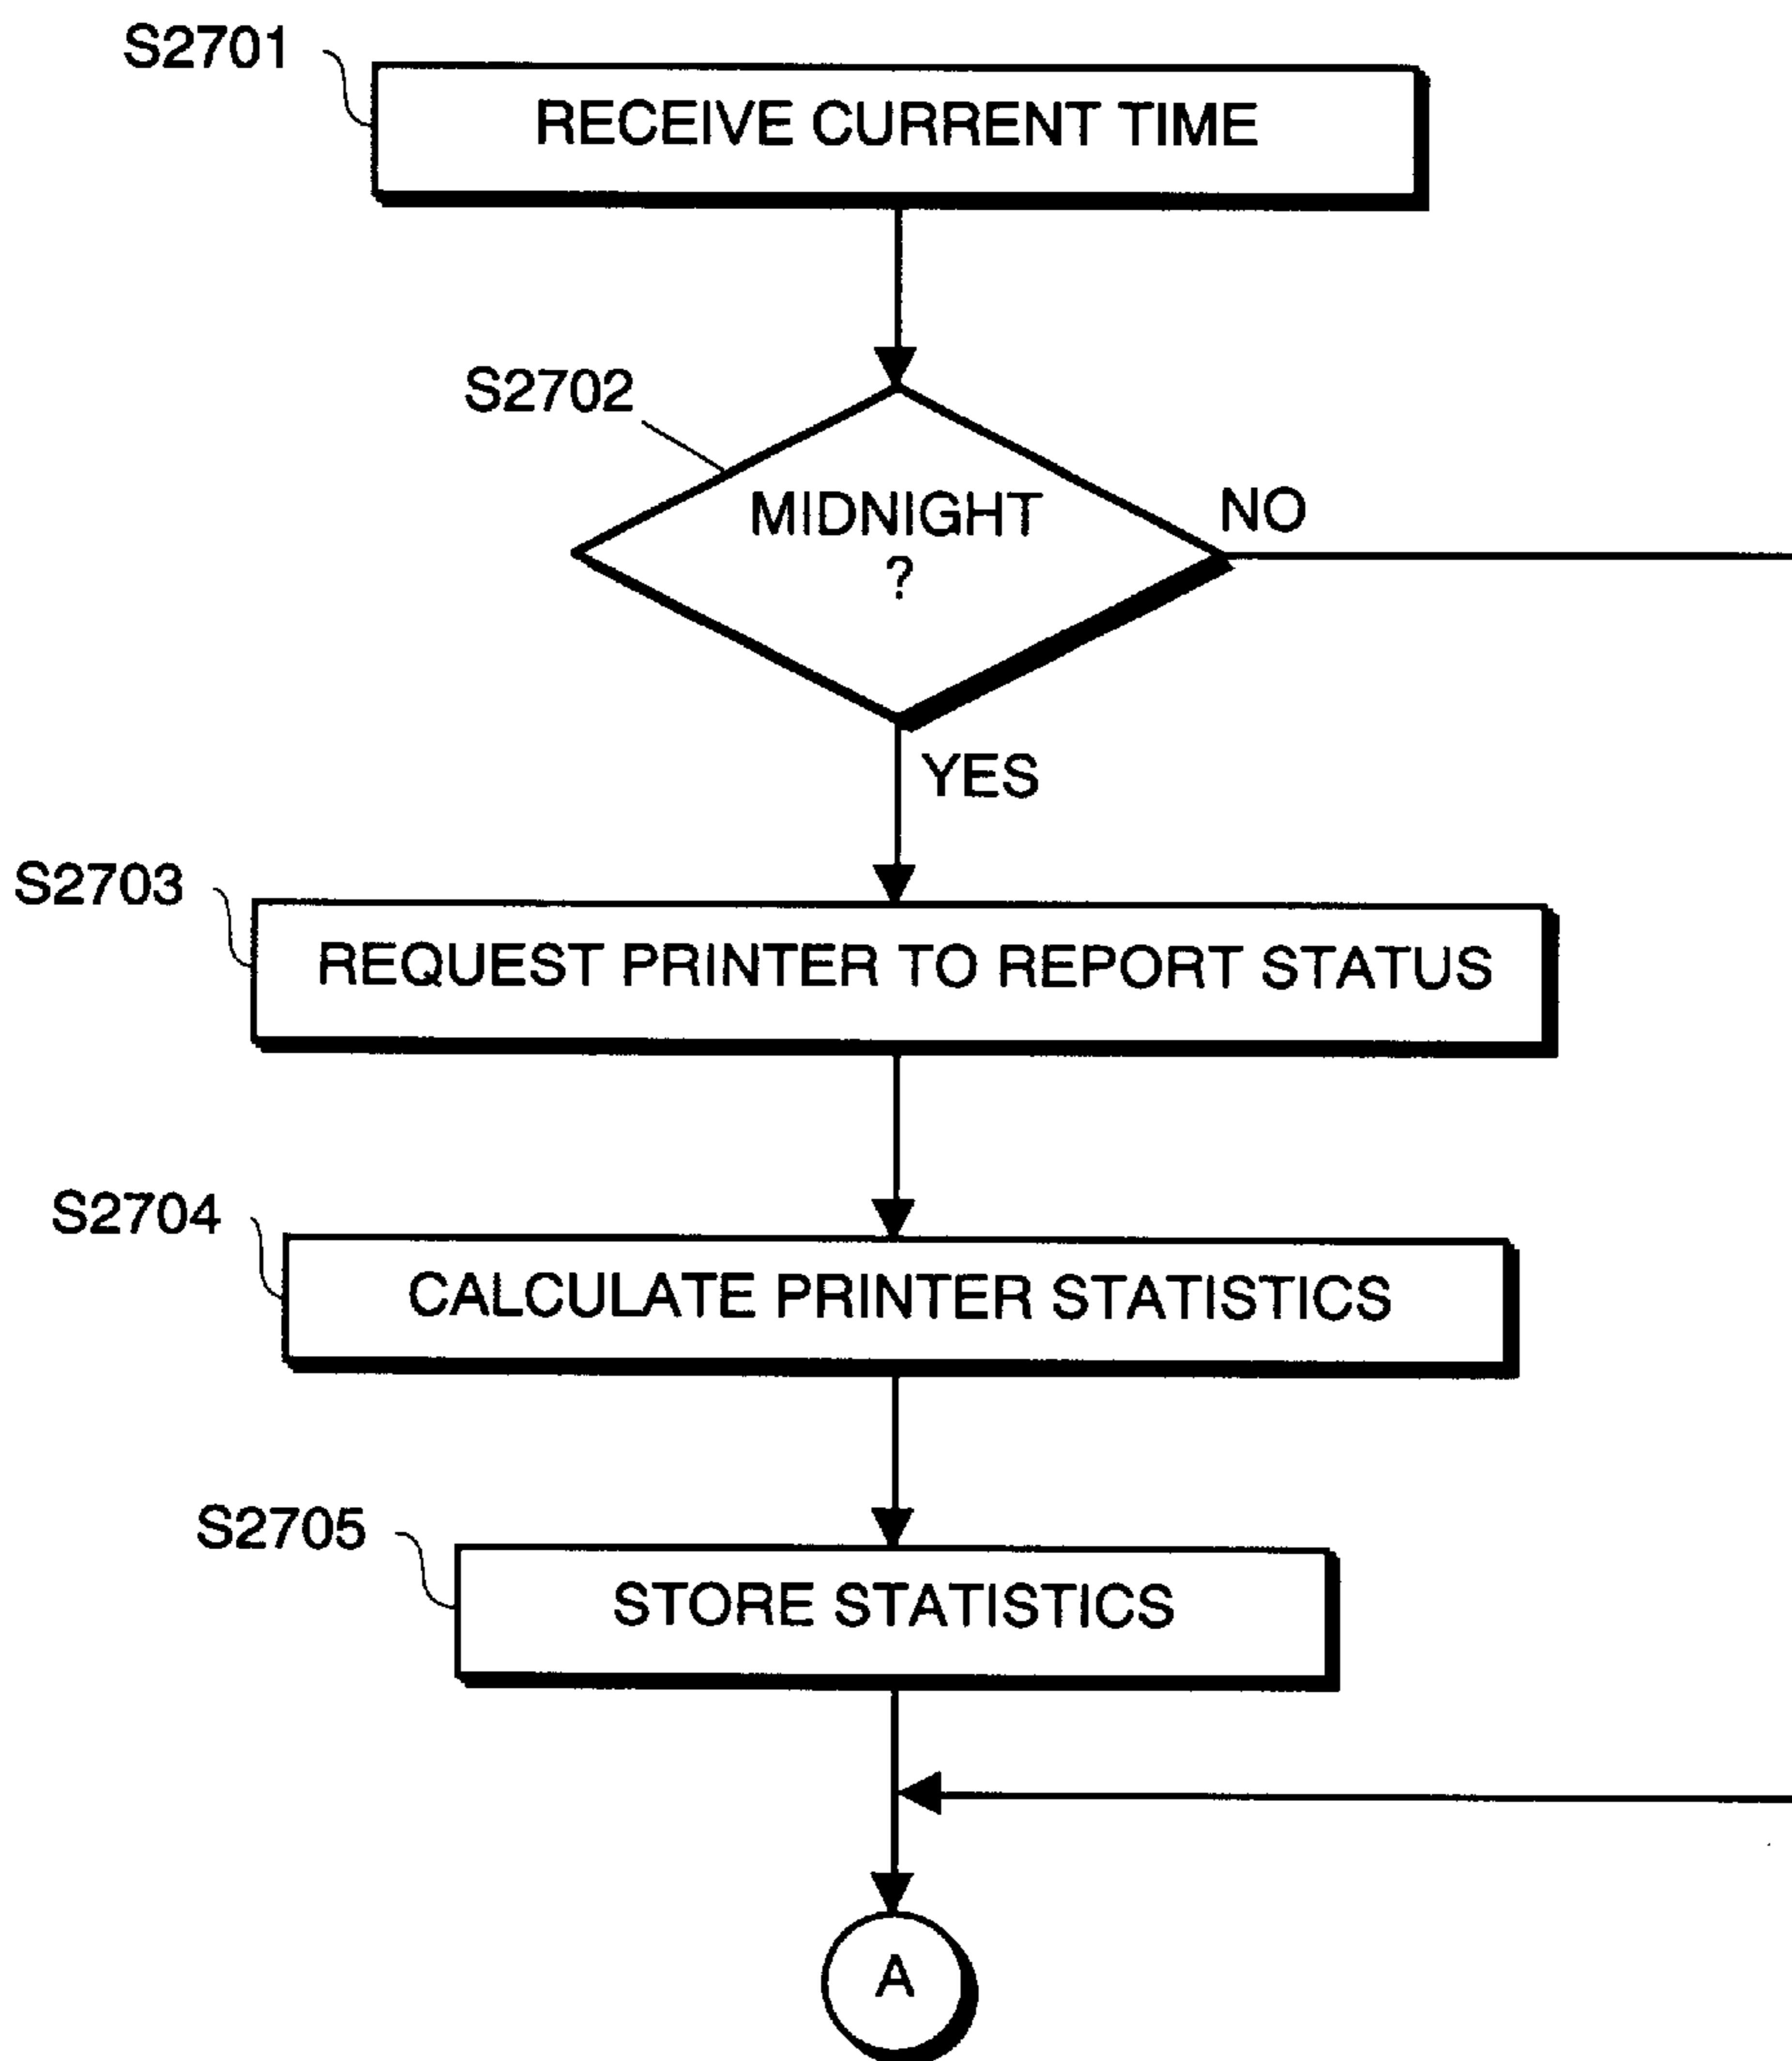 S2701
RECEIVE CURRENT TIME
S2702
MIDNIGHT
?
NO
YES
S2703
REQUEST PRINTER TO REPORT STATUS
S2704
CALCULATE PRINTER STATISTICS
S2705
STORE STATISTICS
A